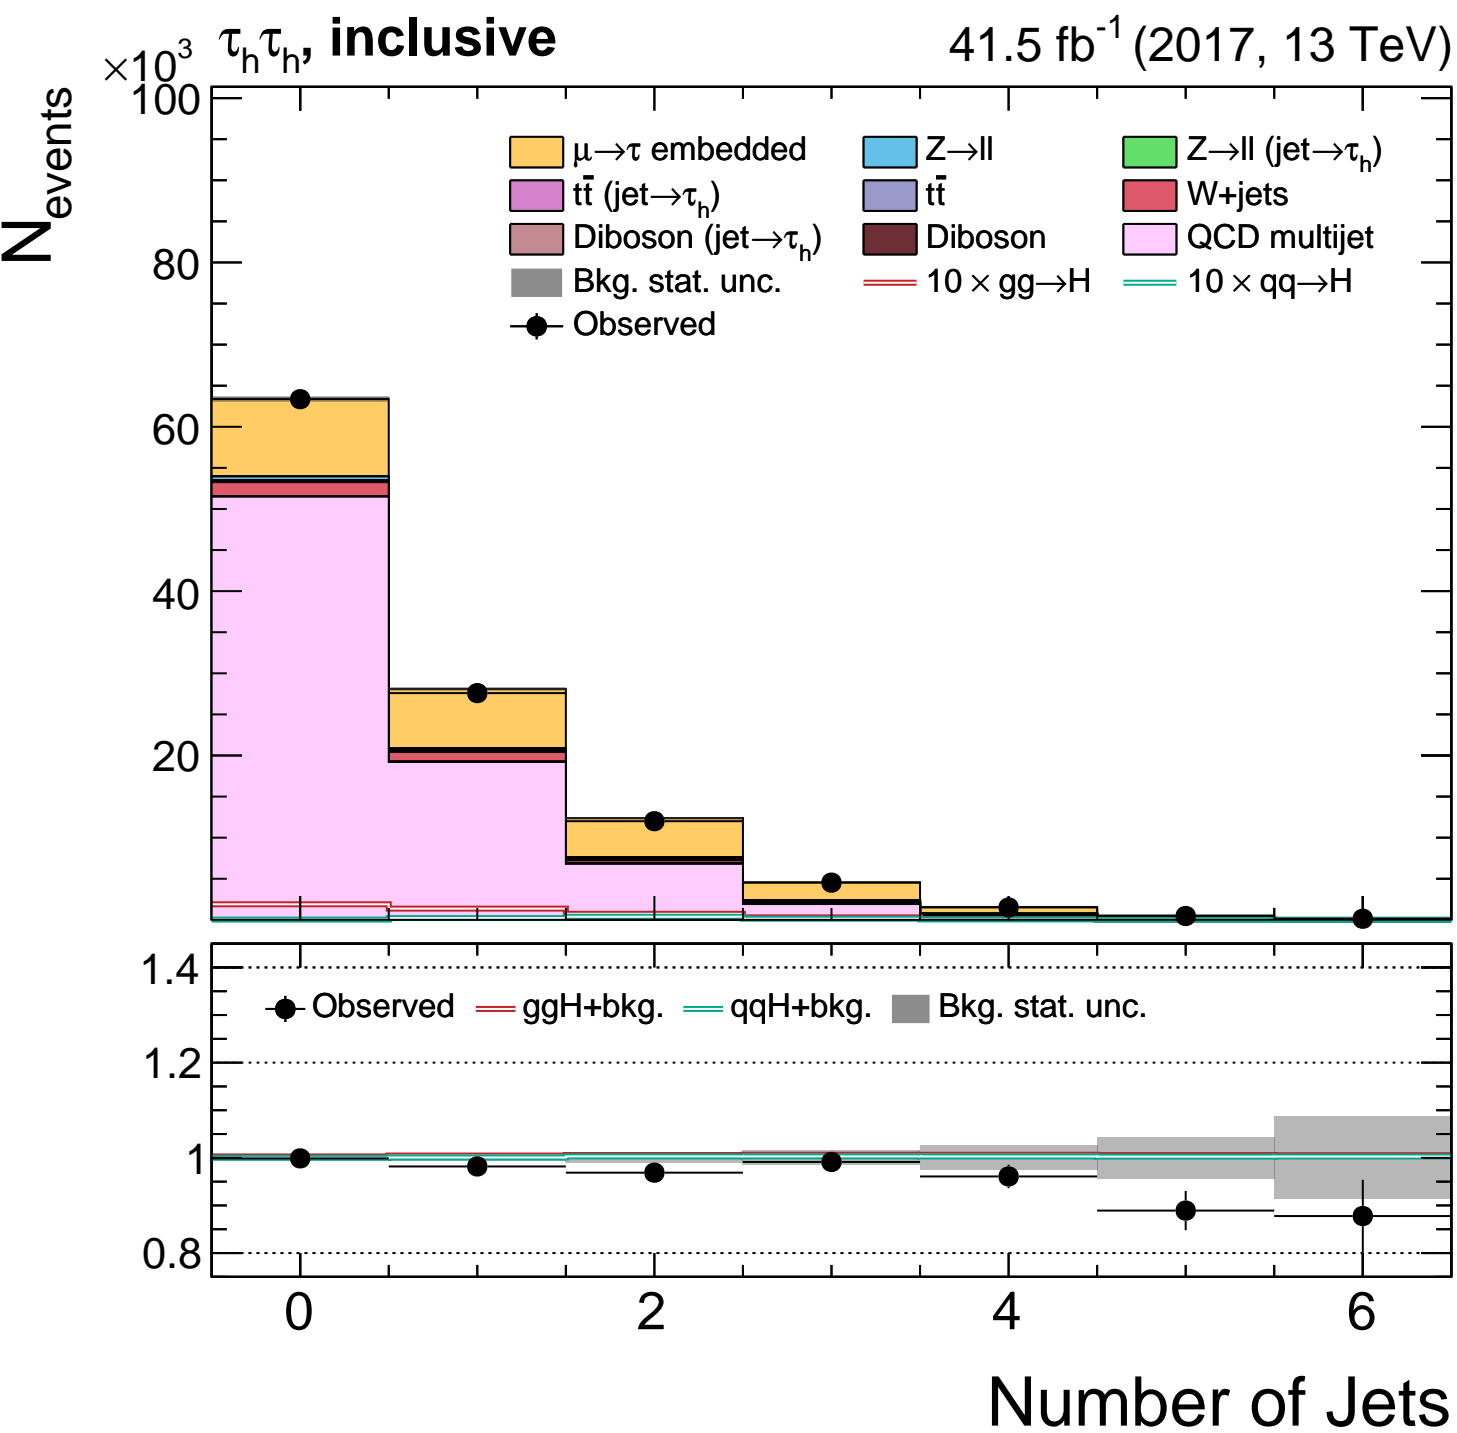 ×10³ τₕτₕ, inclusive 41.5 fb⁻¹ (2017, 13 TeV)
N_events
100
80
60
40
20
μ→τ embedded Z→ll Z→ll (jet→τₕ)
tt̄ (jet→τₕ) tt̄ W+jets
Diboson (jet→τₕ) Diboson QCD multijet
Bkg. stat. unc. 10 × gg→H 10 × qq→H
Observed
1.4
1.2
1
0.8
Observed ggH+bkg. qqH+bkg. Bkg. stat. unc.
0 2 4 6
Number of Jets